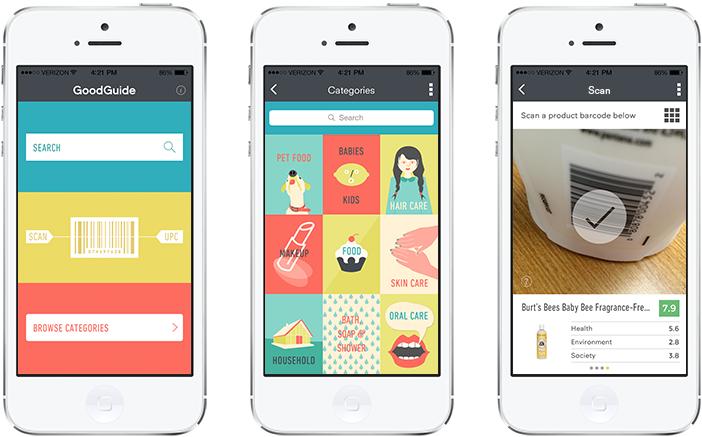 VERIZON 4:21 PM 86%
GoodGuide
SEARCH
SCAN
UPC
BROWSE CATEGORIES
VERIZON 4:21 PM 86%
Categories
Search
PET FOOD
BABIES
KIDS
HAIR CARE
MAKEUP
FOOD
SKIN CARE
HOUSEHOLD
BATH,
SOAP &
SHOWER
ORAL CARE
VERIZON 4:21 PM 86%
Scan
Scan a product barcode below
?
Burt's Bees Baby Bee Fragrance-Fre... 7.9
Health 5.6
Environment 2.8
Society 3.8